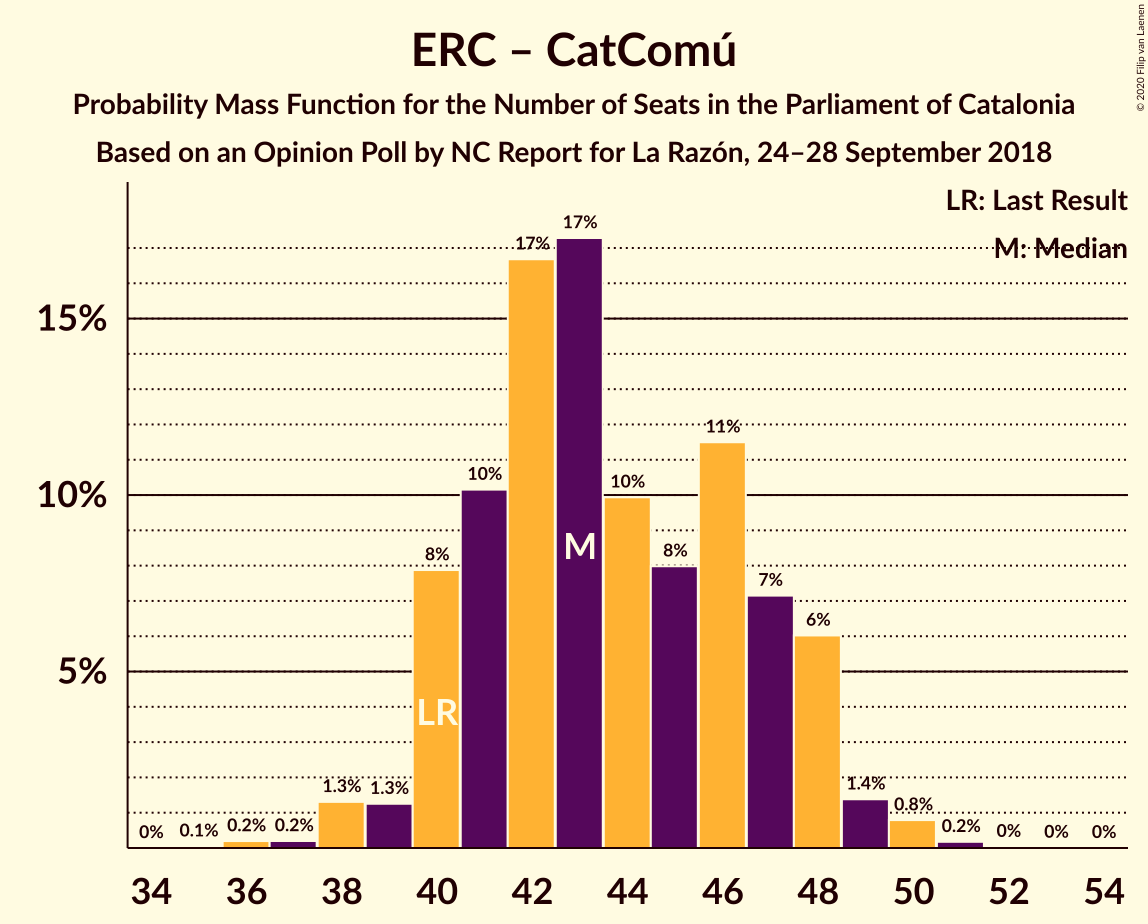 ERC – CatComú
Probability Mass Function for the Number of Seats in the Parliament of Catalonia
Based on an Opinion Poll by NC Report for La Razón, 24–28 September 2018
© 2020 Filip van Laenen
LR: Last Result
M: Median
15%
10%
5%
0%
0.1%
0.2%
0.2%
1.3%
1.3%
8%
10%
17%
17%
10%
8%
11%
7%
6%
1.4%
0.8%
0.2%
0%
0%
0%
LR
M
34 36 38 40 42 44 46 48 50 52 54